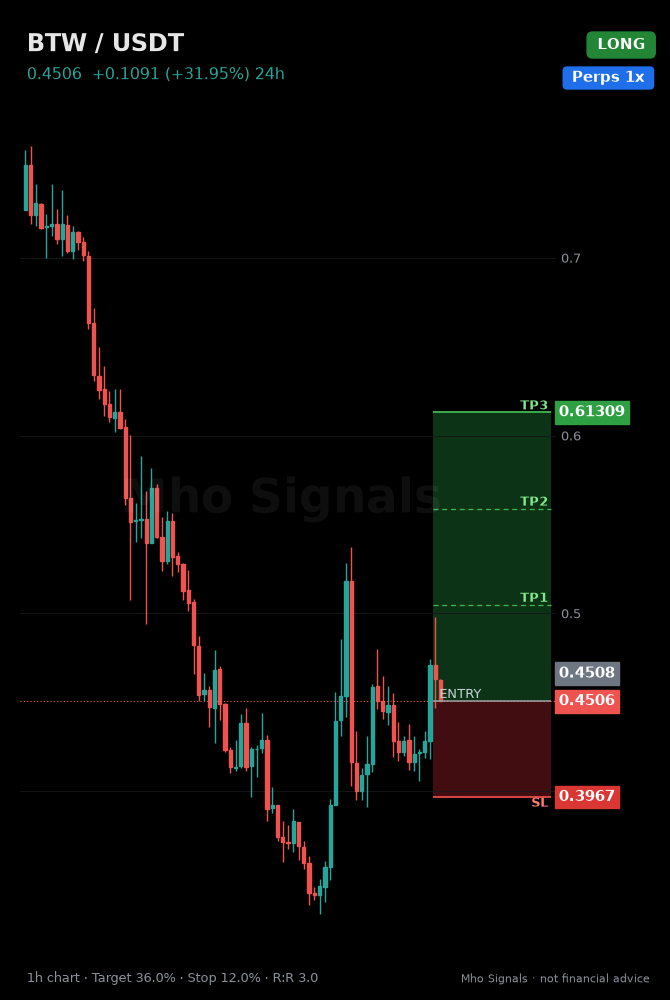 BTW / USDT
LONG
0.4506 +0.1091 (+31.95%) 24h
Perps 1x
0.7
TP3
0.61309
0.6
Mho Signals
TP2
TP1
0.5
0.4508
ENTRY
0.4506
0.3967
SL
1h chart · Target 36.0% · Stop 12.0% · R:R 3.0
Mho Signals · not financial advice